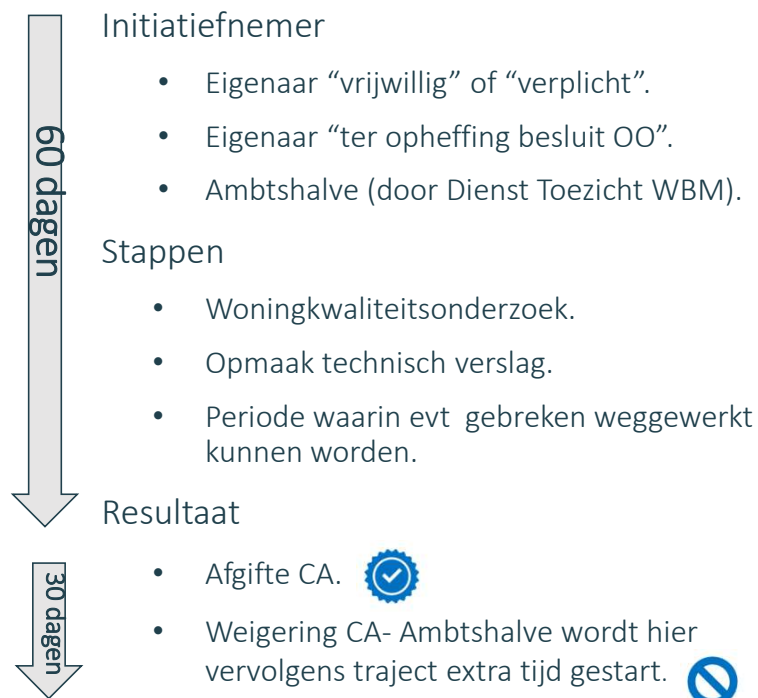 Initiatiefnemer
• Eigenaar “vrijwillig” of “verplicht”.
• Eigenaar “ter opheffing besluit OO”.
• Ambtshalve (door Dienst Toezicht WBM).
60 dagen
Stappen
• Woningkwaliteitsonderzoek.
• Opmaak technisch verslag.
• Periode waarin evt  gebreken weggewerkt
kunnen worden.
Resultaat
• Afgifte CA.
30 dagen
• Weigering CA- Ambtshalve wordt hier
vervolgens traject extra tijd gestart.